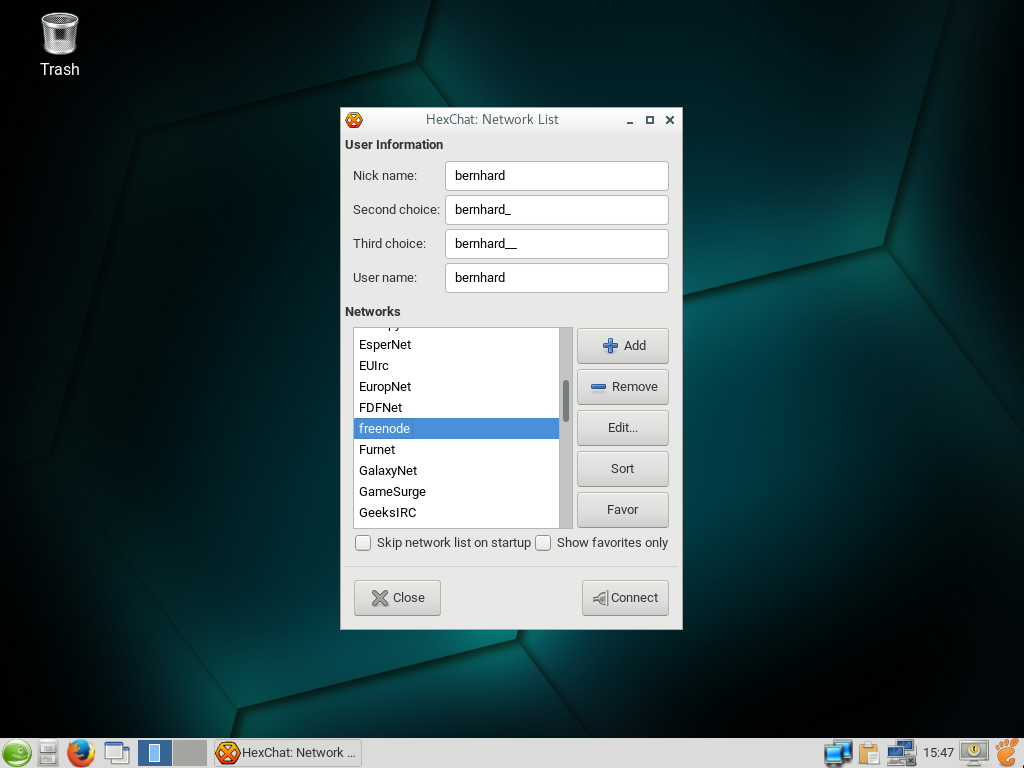 Trash
HexChat: Network List
User Information
Nick name: bernhard
Second choice: bernhard_
Third choice: bernhard__
User name: bernhard
Networks
EsperNet
EUIrc
EuropNet
FDFNet
freenode
Furnet
GalaxyNet
GameSurge
GeeksIRC
Add
Remove
Edit...
Sort
Favor
Skip network list on startup
Show favorites only
Close
Connect
HexChat: Network ...
15:47